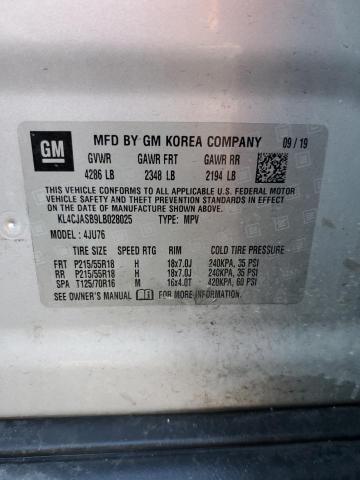 GM
MFD BY GM KOREA COMPANY 09/19
GVWR GAWR FRT GAWR RR
4286 LB 2348 LB 2194 LB
THIS VEHICLE CONFORMS TO ALL APPLICABLE U.S. FEDERAL MOTOR
VEHICLE SAFETY, BUMPER, AND THEFT PREVENTION STANDARDS IN
EFFECT ON THE DATE OF MANUFACTURE SHOWN ABOVE.
KL4CJASB9LB028025 TYPE: MPV
MODEL: 4JU76
TIRE SIZE SPEED RTG RIM COLD TIRE PRESSURE
FRT P215/55R18 H 18x7.0J 240KPA, 35 PSI
RR P215/55R18 H 18x7.0J 240KPA, 35 PSI
SPA T125/70R16 M 16x4.0T 420KPA, 60 PSI
SEE OWNER'S MANUAL FOR MORE INFORMATION.